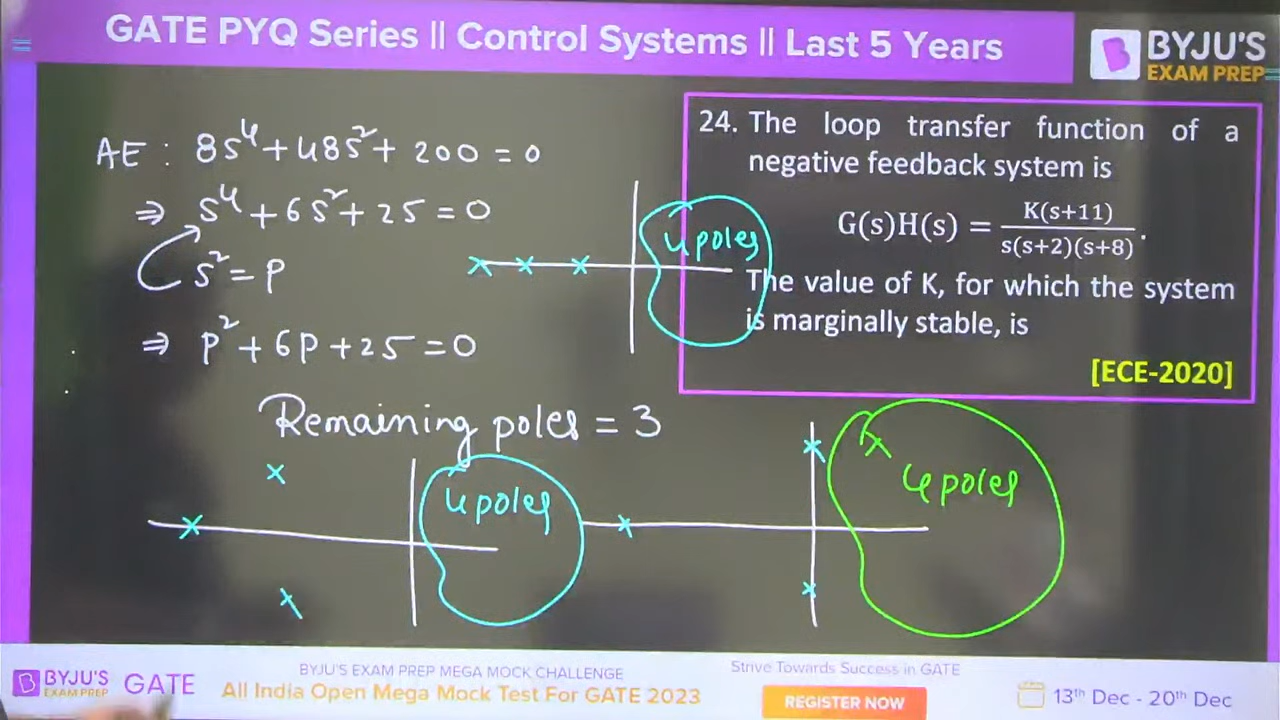 GATE PYQ Series || Control Systems || Last 5 Years
BYJU'S
EXAM PREP
AE : 8s⁴ + 48s² + 200 = 0
⇒ s⁴ + 6s² + 25 = 0
s² = p
⇒ p² + 6p + 25 = 0
4 poles
24. The loop transfer function of a
negative feedback system is
G(s)H(s) = K(s+11) / s(s+2)(s+8) .
The value of K, for which the system
is marginally stable, is
[ECE-2020]
Remaining poles = 3
4 poles
4 poles
BYJU'S
EXAM PREP
GATE
BYJU'S EXAM PREP MEGA MOCK CHALLENGE
All India Open Mega Mock Test For GATE 2023
Strive Towards Success in GATE
REGISTER NOW
13th Dec - 20th Dec